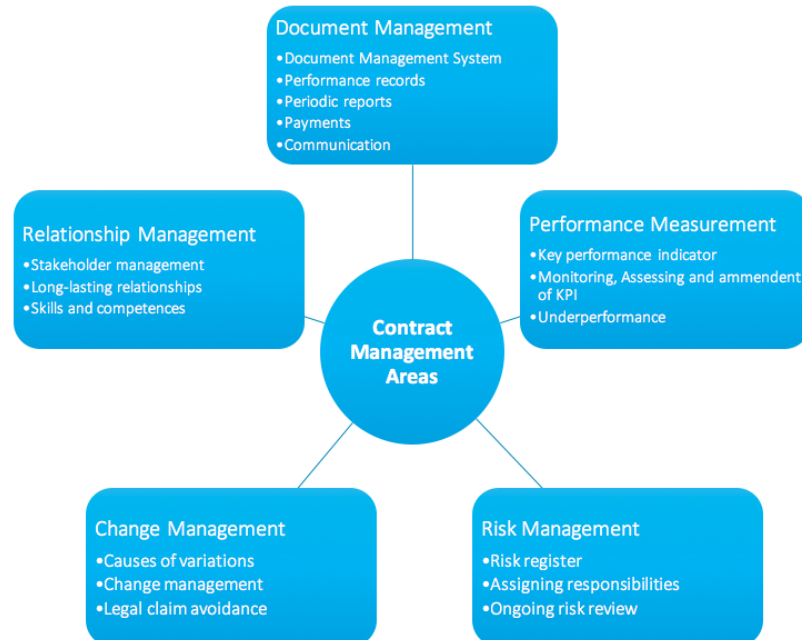 Document Management
•Document Management System
•Performance records
•Periodic reports
•Payments
•Communication
Relationship Management
•Stakeholder management
•Long-lasting relationships
•Skills and competences
Performance Measurement
•Key performance indicator
•Monitoring, Assessing and ammendent
of KPI
•Underperformance
Contract
Management
Areas
Change Management
•Causes of variations
•Change management
•Legal claim avoidance
Risk Management
•Risk register
•Assigning responsibilities
•Ongoing risk review